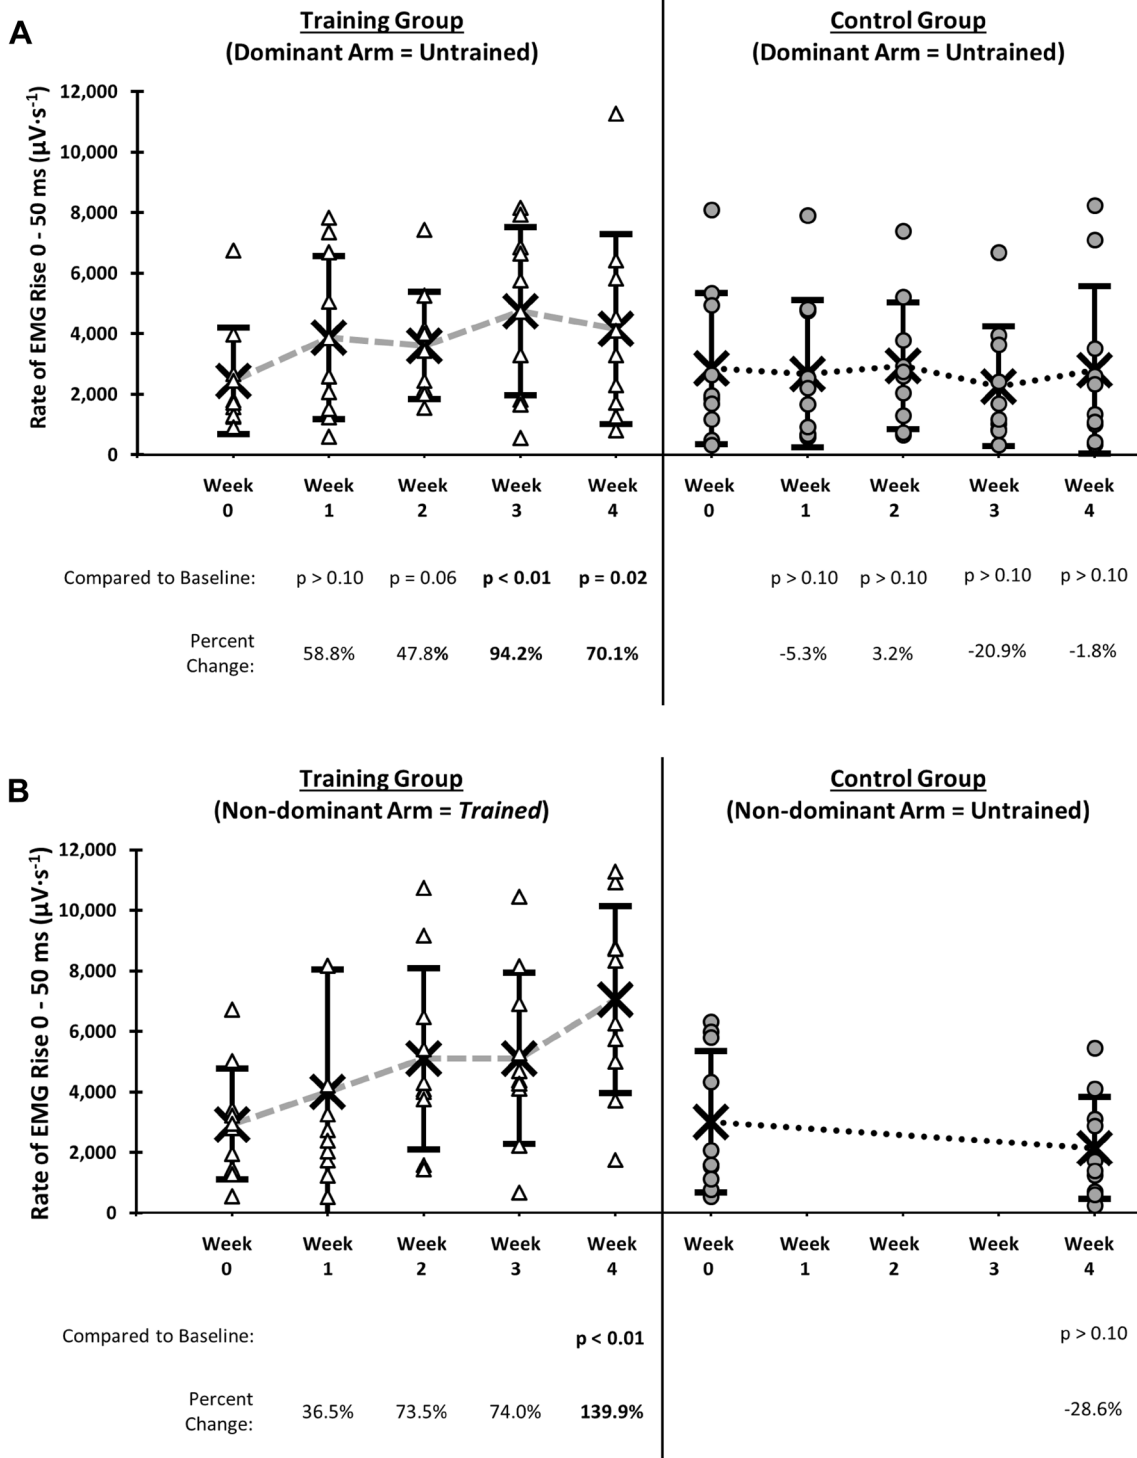 A
Training Group
(Dominant Arm = Untrained)
Control Group
(Dominant Arm = Untrained)
Rate of EMG Rise 0 - 50 ms (µV·s-1)
12,000
10,000
8,000
6,000
4,000
2,000
0
Week 0
Week 1
Week 2
Week 3
Week 4
Week 0
Week 1
Week 2
Week 3
Week 4
Compared to Baseline: p > 0.10 p = 0.06 p < 0.01 p = 0.02 p > 0.10 p > 0.10 p > 0.10 p > 0.10
Percent Change: 58.8% 47.8% 94.2% 70.1% -5.3% 3.2% -20.9% -1.8%
B
Training Group
(Non-dominant Arm = Trained)
Control Group
(Non-dominant Arm = Untrained)
Rate of EMG Rise 0 - 50 ms (µV·s-1)
12,000
10,000
8,000
6,000
4,000
2,000
0
Week 0
Week 1
Week 2
Week 3
Week 4
Week 0
Week 1
Week 2
Week 3
Week 4
Compared to Baseline: p < 0.01 p > 0.10
Percent Change: 36.5% 73.5% 74.0% 139.9% -28.6%